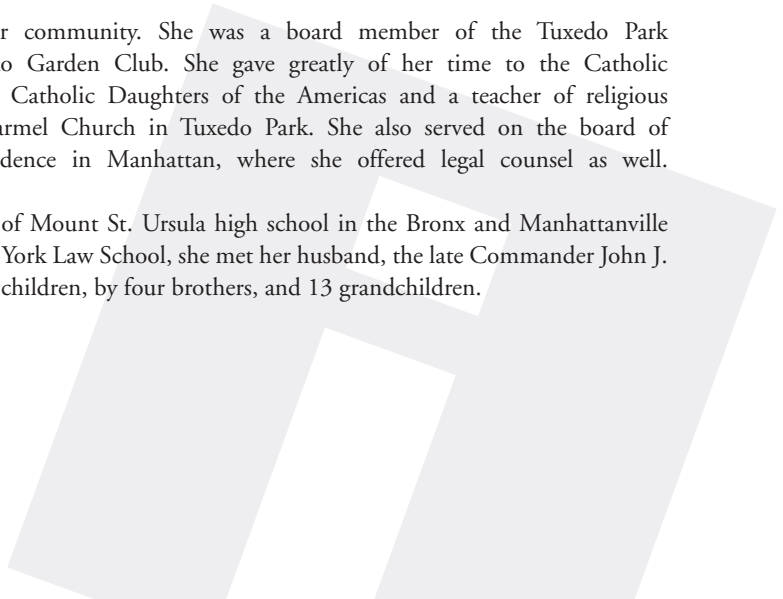 community. She was a board member of the Tuxedo Park
Garden Club. She gave greatly of her time to the Catholic
Catholic Daughters of the Americas and a teacher of religious
Church in Tuxedo Park. She also served on the board of
in Manhattan, where she offered legal counsel as well.
of Mount St. Ursula high school in the Bronx and Manhattanville
York Law School, she met her husband, the late Commander John J.
children, by four brothers, and 13 grandchildren.